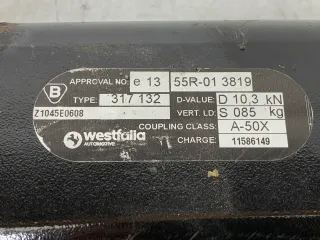 APPROVAL NO. e 13 55R-01 3819
B
TYPE: 317 132 D-VALUE: D 10,3 kN
Z1045E0608 VERT. LD: S 085 kg
westfalia COUPLING CLASS: A-50X
AUTOMOTIVE CHARGE: 11586149